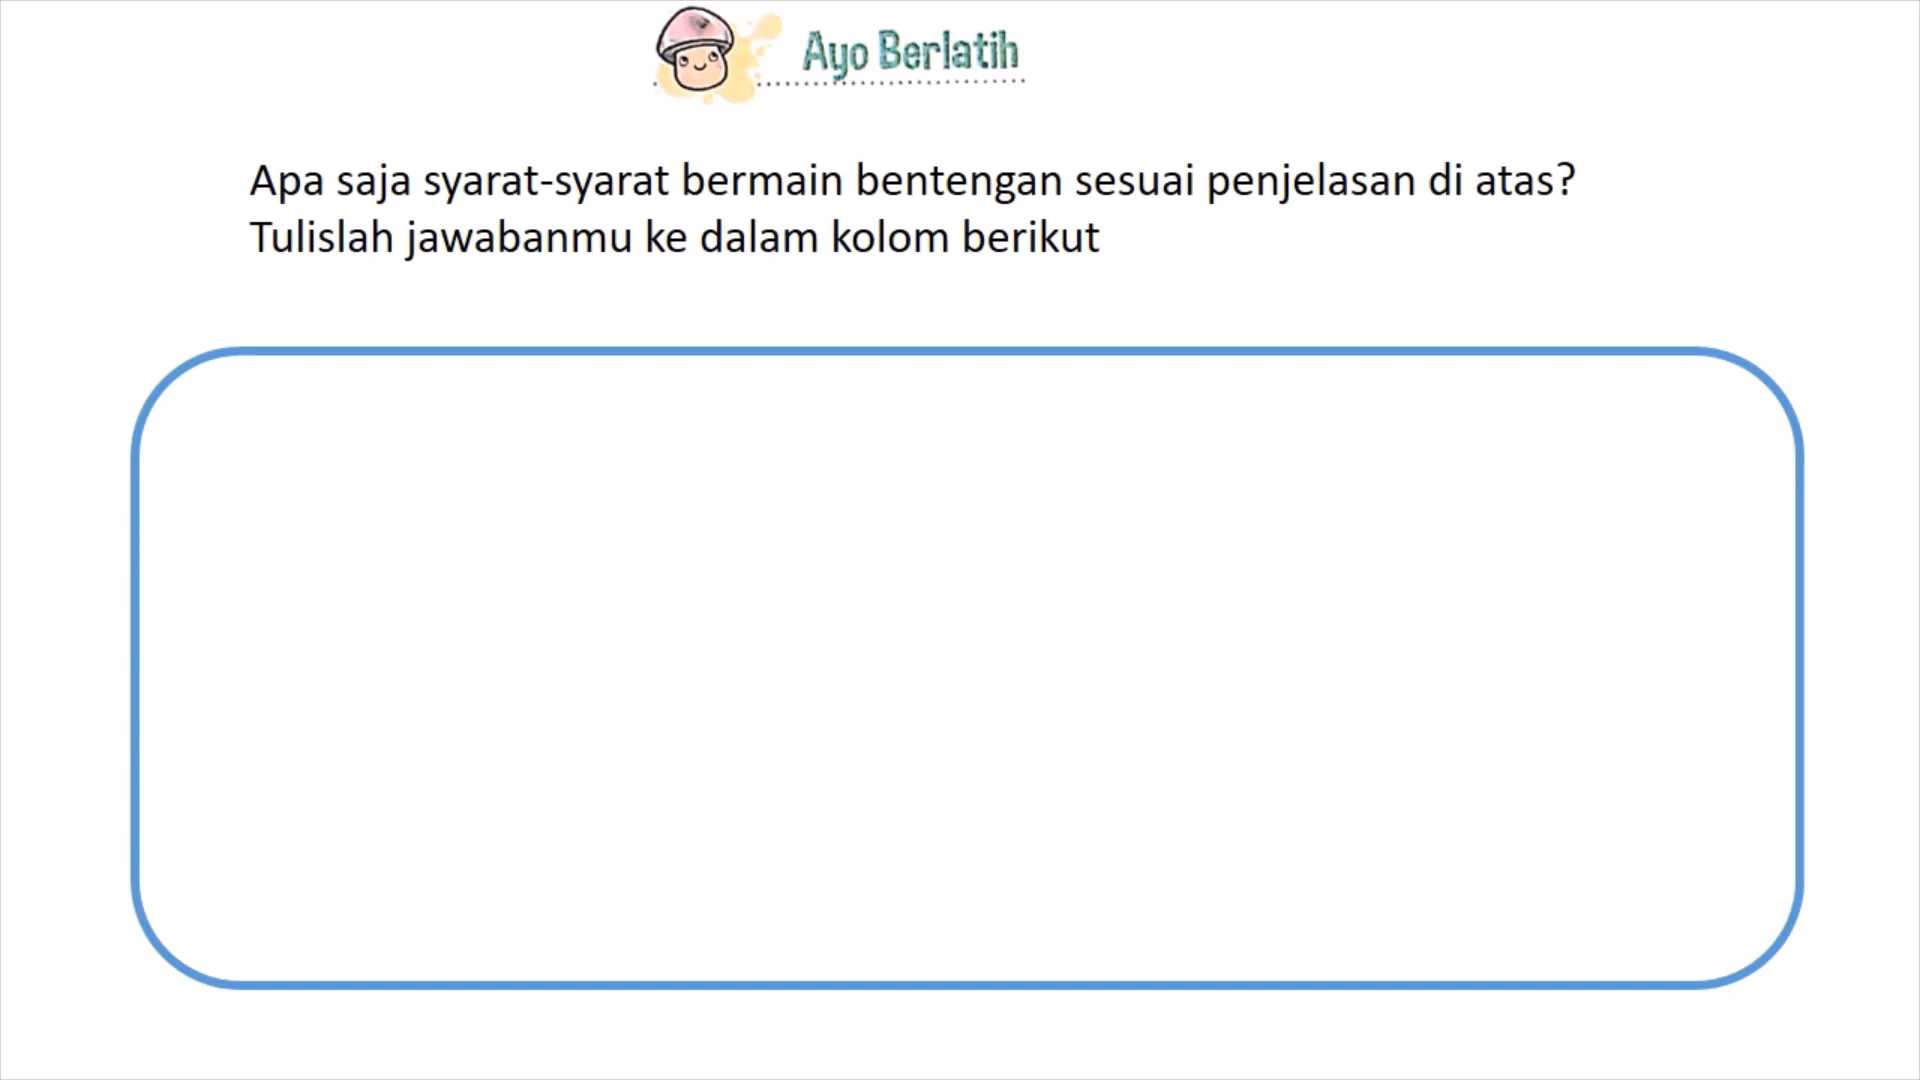 Ayo Berlatih
Apa saja syarat-syarat bermain bentengan sesuai penjelasan di atas?
Tulislah jawabanmu ke dalam kolom berikut